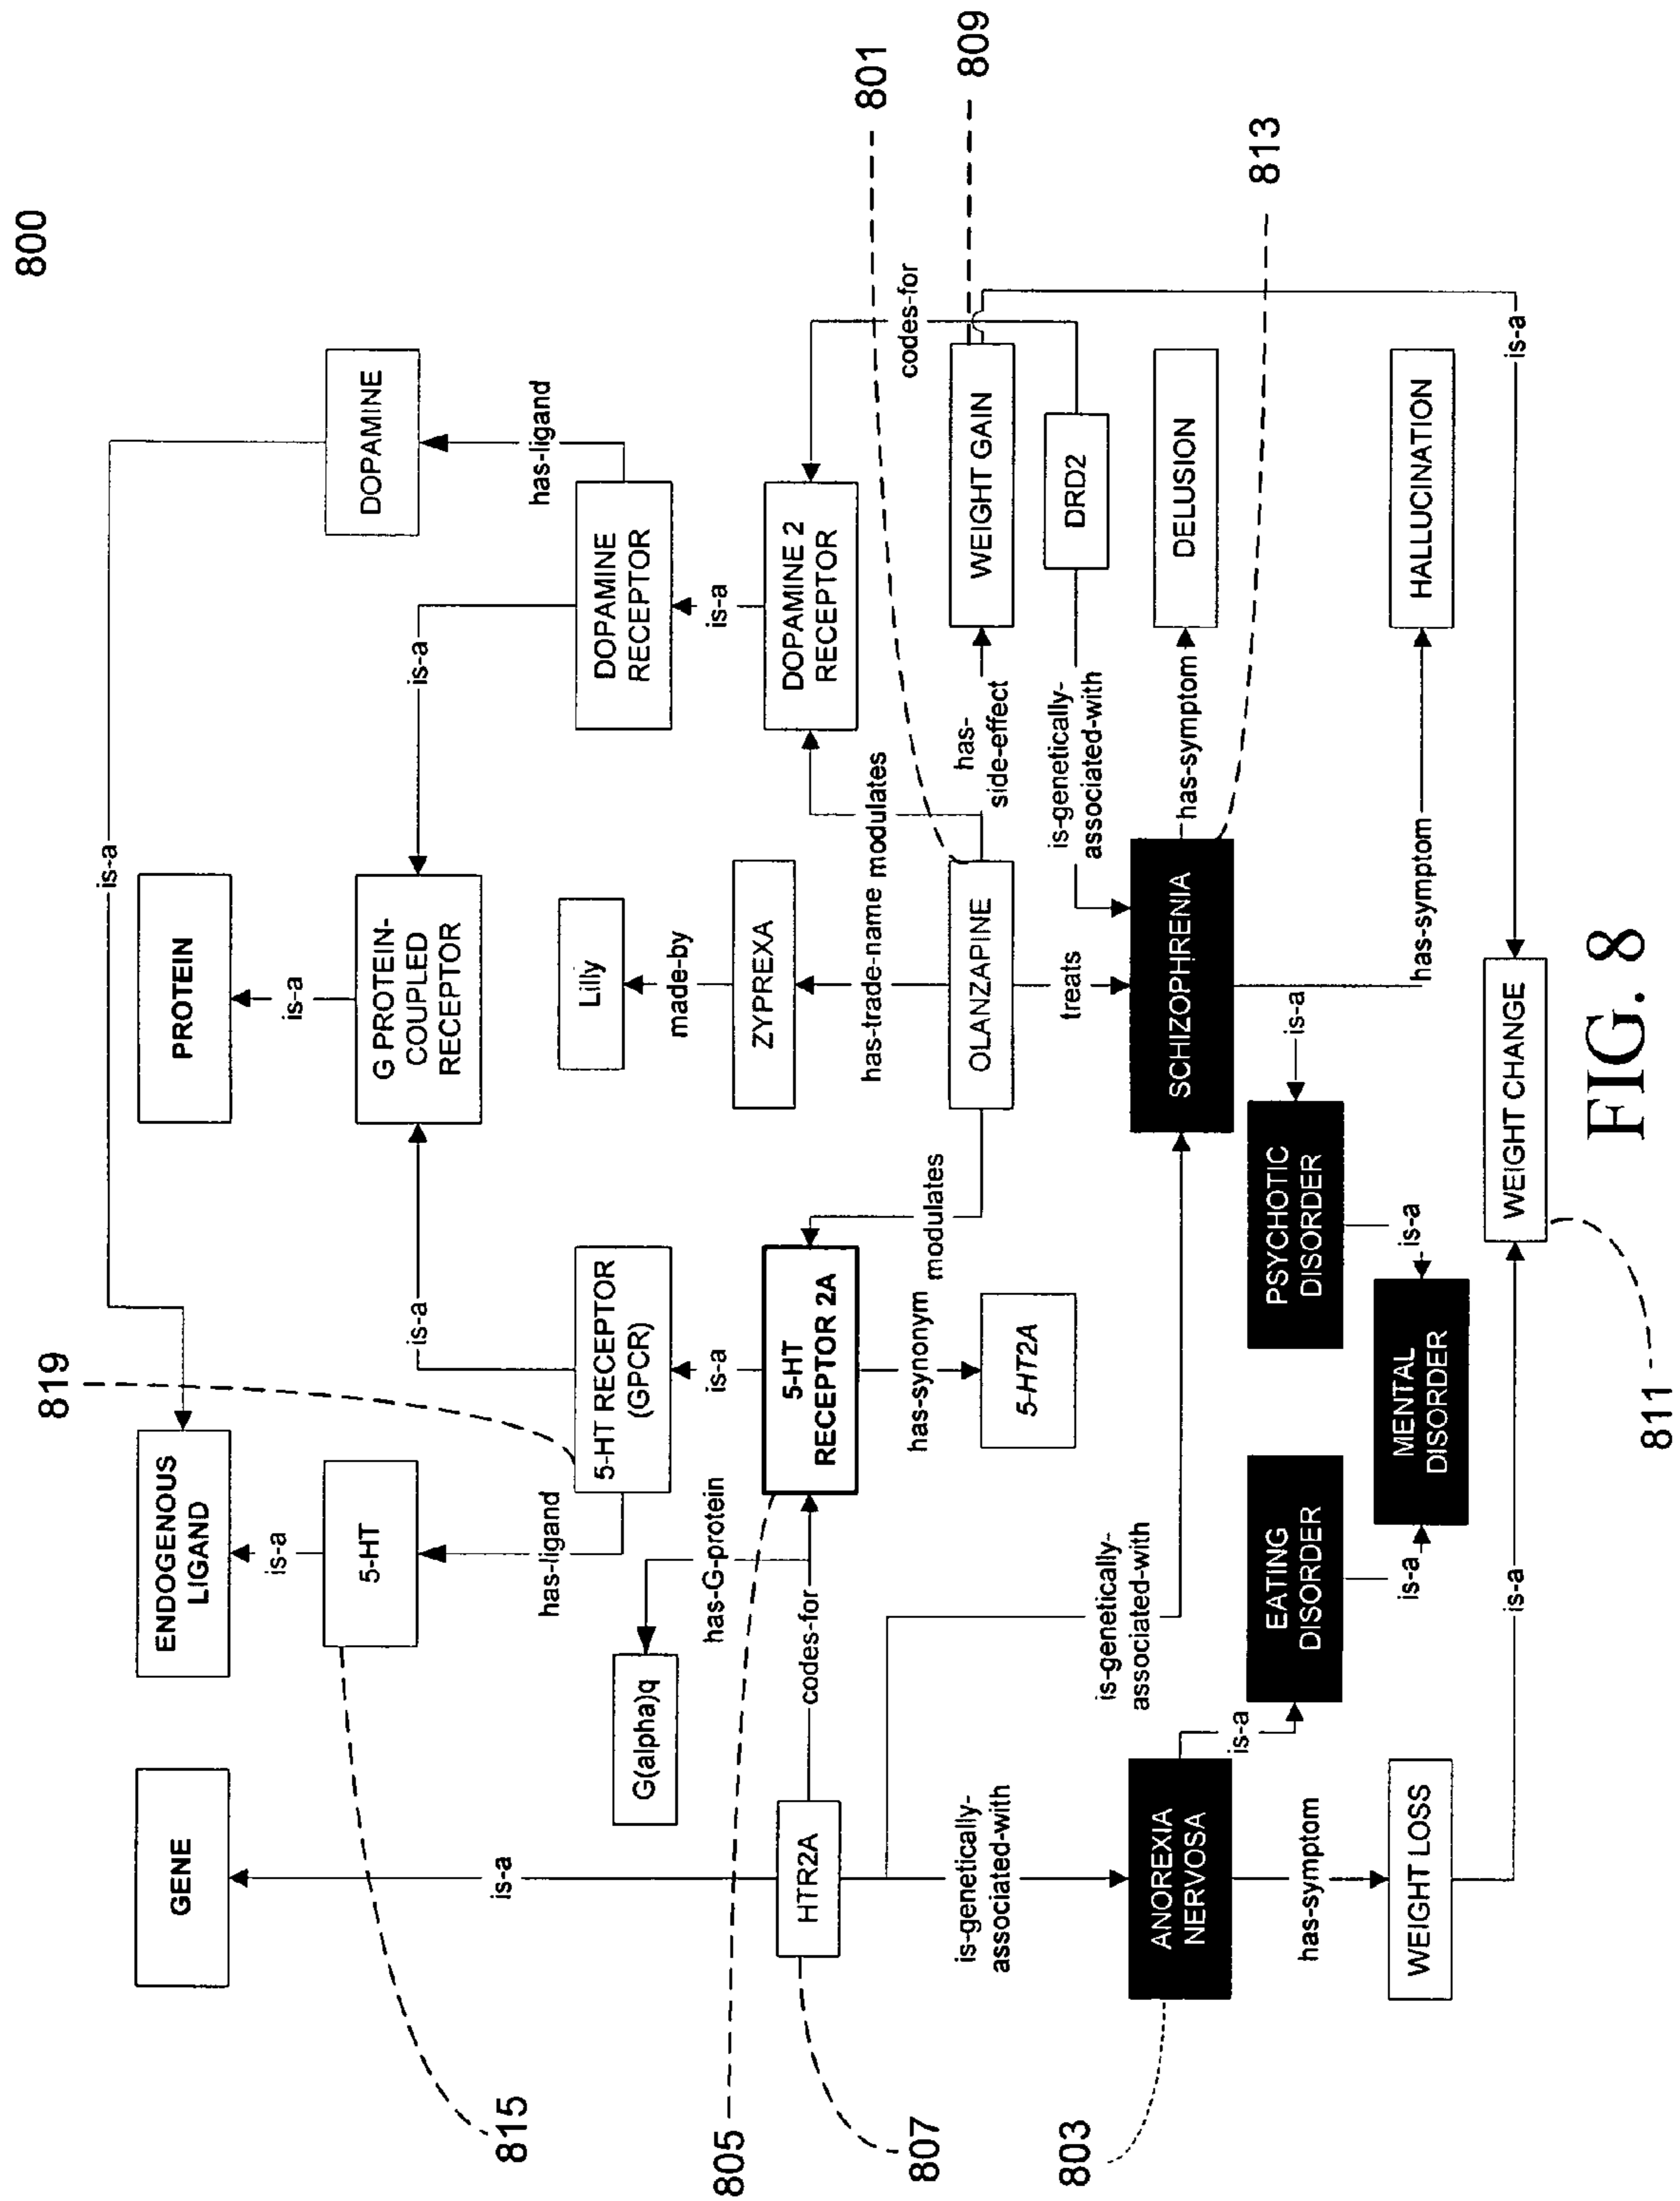 800
GENE
ENDOGENOUS
LIGAND
PROTEIN
is-a
is-a
is-a
is-a
819
815
5-HT
DOPAMINE
G PROTEIN-
COUPLED
RECEPTOR
is-a
is-a
has-ligand
has-ligand
G(alpha)q
5-HT RECEPTOR
(GPCR)
Lilly
DOPAMINE
RECEPTOR
has-G-protein
is-a
made-by
is-a
805
807
HTR2A
codes-for
5-HT
RECEPTOR 2A
ZYPREXA
DOPAMINE 2
RECEPTOR
801
has-synonym
modulates
has-trade-name
modulates
codes-for
is-genetically-
associated-with
5-HT2A
OLANZAPINE
has-
side-effect
WEIGHT GAIN
809
treats
is-genetically-
associated-with
DRD2
is-genetically-
associated-with
803
ANOREXIA
NERVOSA
SCHIZOPHRENIA
has-symptom
DELUSION
813
is-a
is-a
has-symptom
EATING
DISORDER
PSYCHOTIC
DISORDER
is-a
is-a
WEIGHT LOSS
MENTAL
DISORDER
has-symptom
HALLUCINATION
is-a
WEIGHT CHANGE
is-a
811
FIG. 8